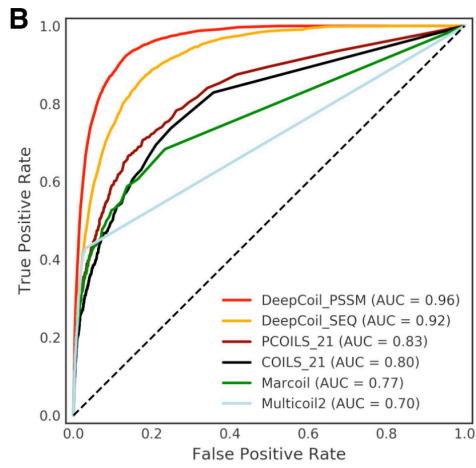 B
1.0
0.8
0.6
0.4
0.2
0.0
True Positive Rate
DeepCoil_PSSM (AUC = 0.96)
DeepCoil_SEQ (AUC = 0.92)
PCOILS_21 (AUC = 0.83)
COILS_21 (AUC = 0.80)
Marcoil (AUC = 0.77)
Multicoil2 (AUC = 0.70)
0.0 0.2 0.4 0.6 0.8 1.0
False Positive Rate